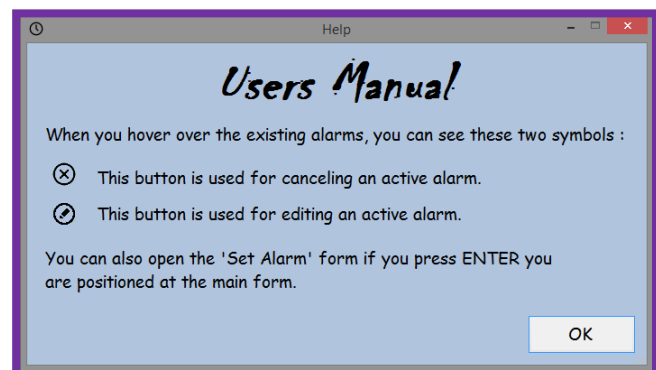 Help
Users Manual
When you hover over the existing alarms, you can see these two symbols :
This button is used for canceling an active alarm.
This button is used for editing an active alarm.
You can also open the 'Set Alarm' form if you press ENTER you
are positioned at the main form.
OK